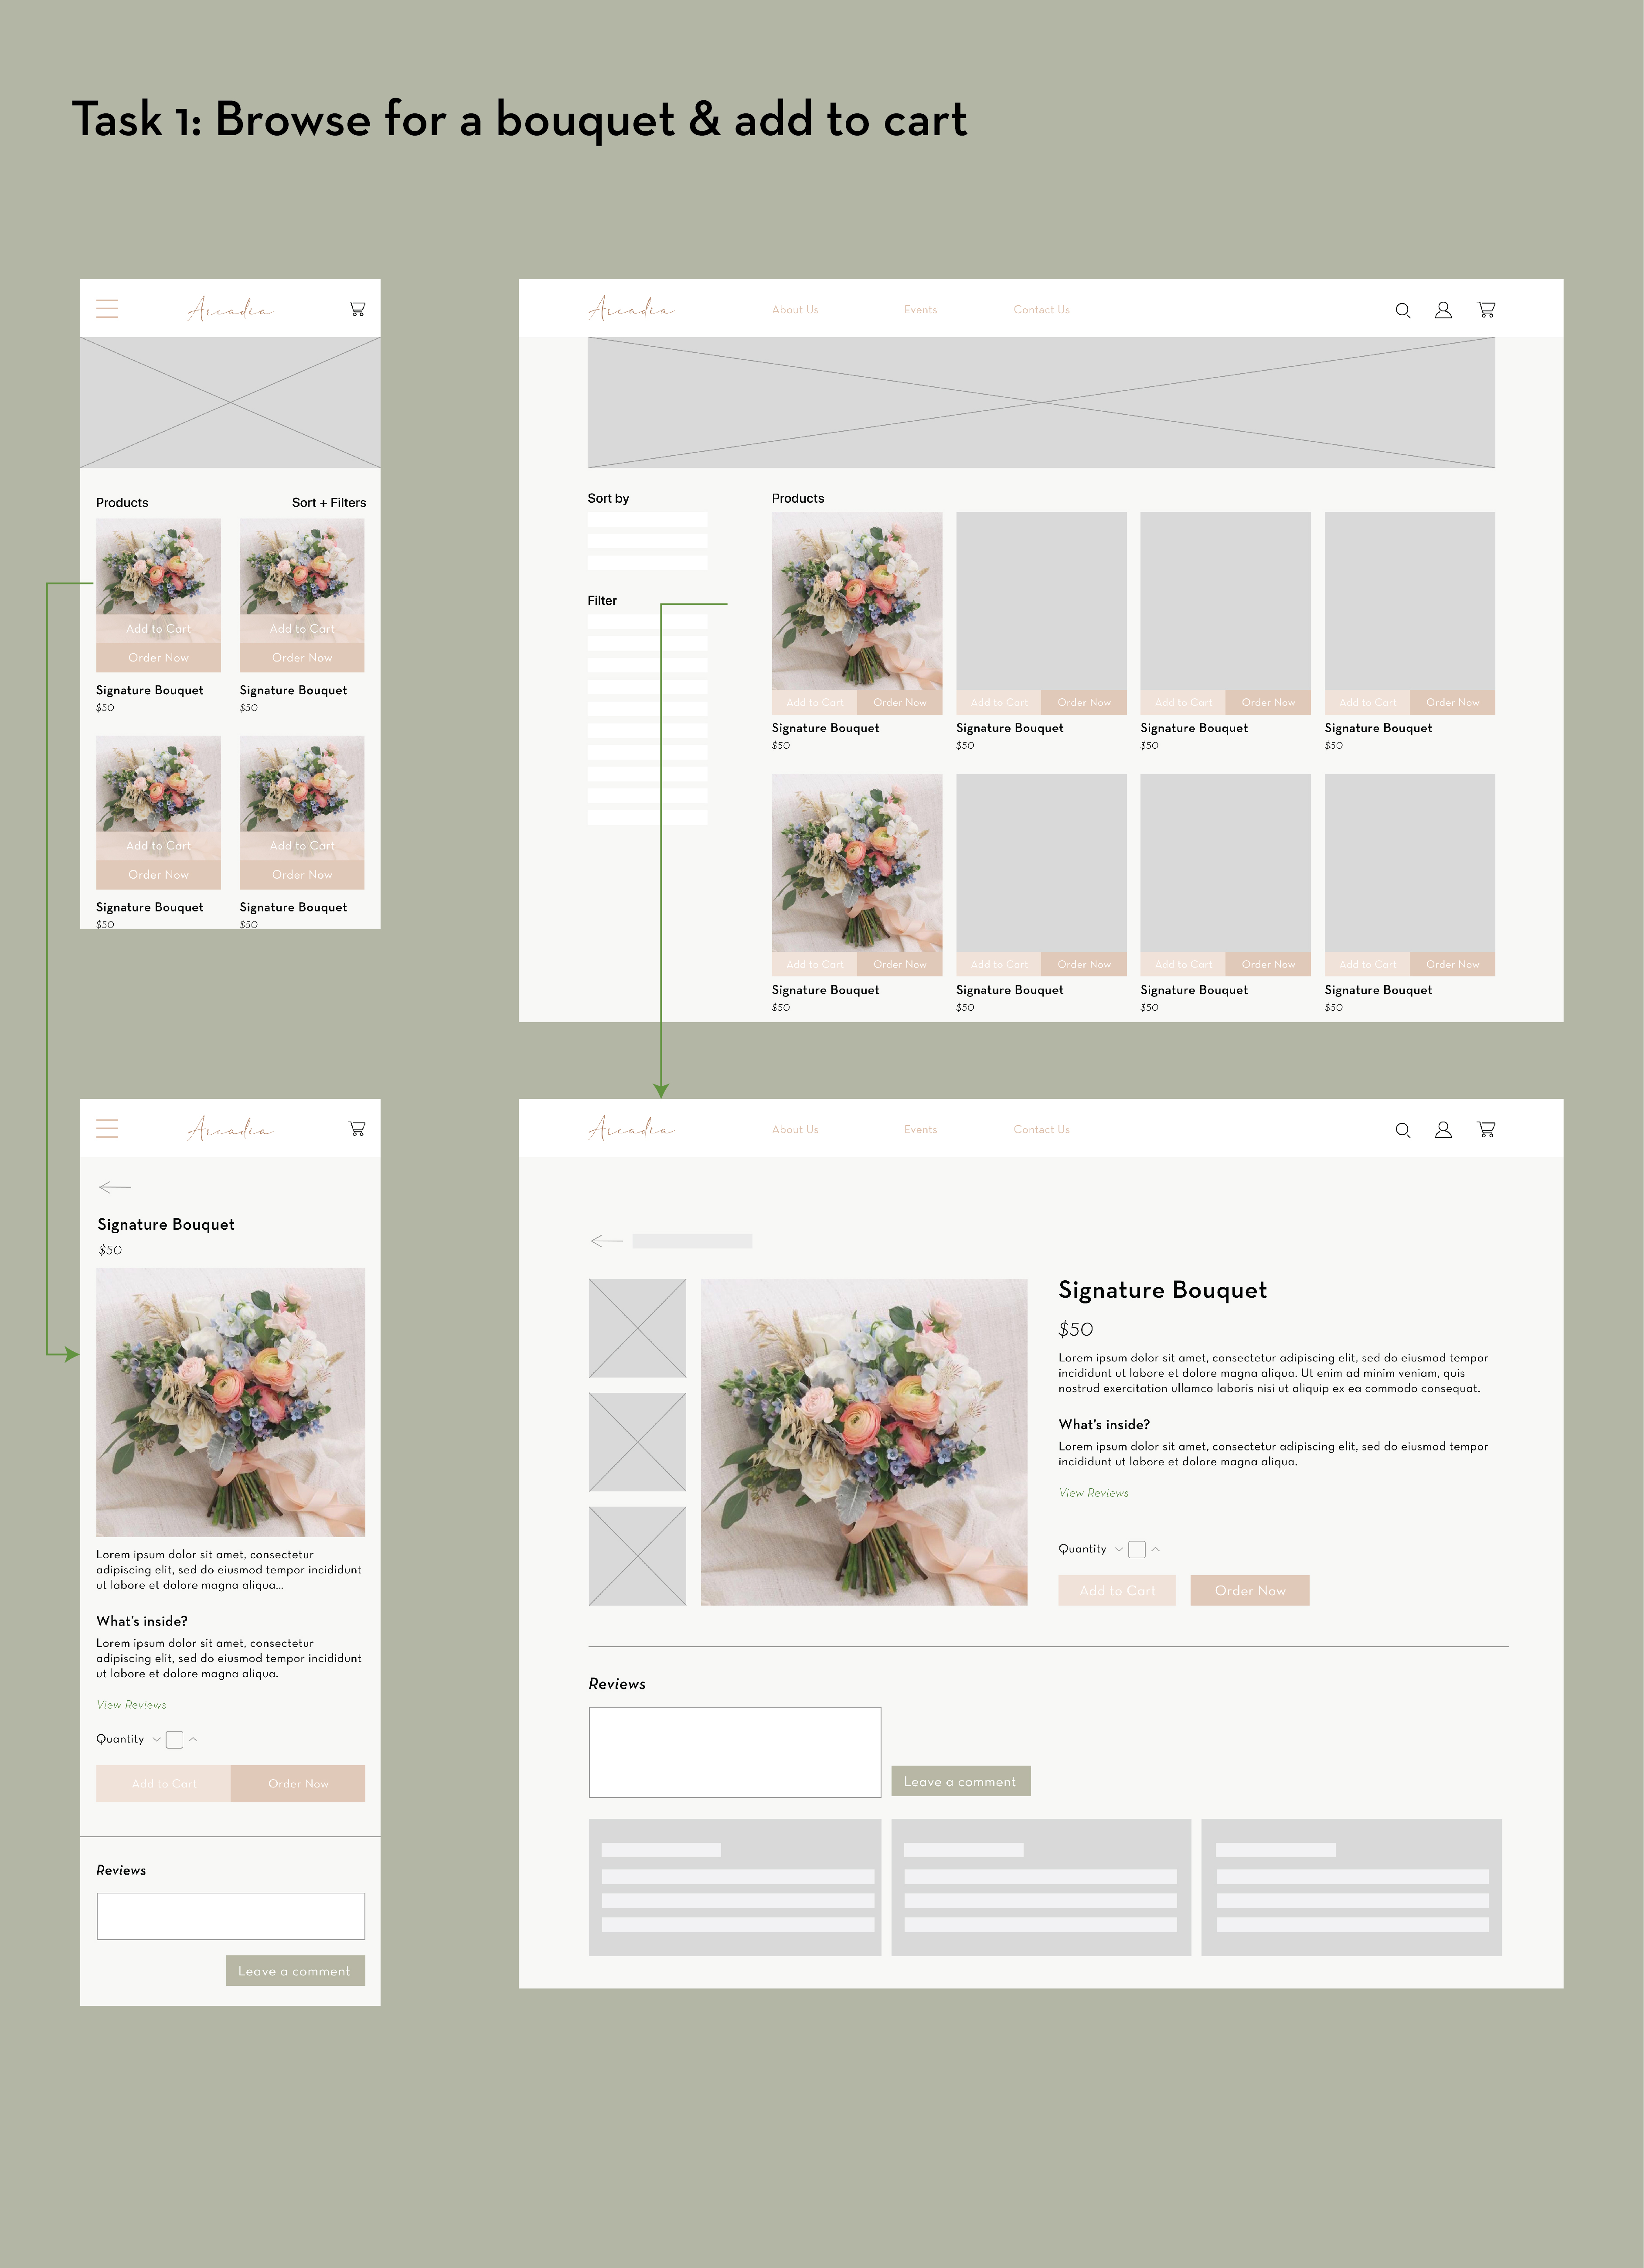 Task 1: Browse for a bouquet & add to cart
Arcadia
Products Sort + Filters
Add to Cart Add to Cart
Order Now Order Now
Signature Bouquet Signature Bouquet
$50 $50
Add to Cart Add to Cart
Order Now Order Now
Signature Bouquet Signature Bouquet
$50 $50
Arcadia About Us Events Contact Us
Sort by
Filter
Products
Add to Cart Order Now Add to Cart Order Now Add to Cart Order Now Add to Cart Order Now
Signature Bouquet Signature Bouquet Signature Bouquet Signature Bouquet
$50 $50 $50 $50
Add to Cart Order Now Add to Cart Order Now Add to Cart Order Now Add to Cart Order Now
Signature Bouquet Signature Bouquet Signature Bouquet Signature Bouquet
$50 $50 $50 $50
Arcadia
Signature Bouquet
$50
Lorem ipsum dolor sit amet, consectetur
adipiscing elit, sed do eiusmod tempor incididunt
ut labore et dolore magna aliqua...
What's inside?
Lorem ipsum dolor sit amet, consectetur
adipiscing elit, sed do eiusmod tempor incididunt
ut labore et dolore magna aliqua.
View Reviews
Quantity
Add to Cart Order Now
Reviews
Leave a comment
Arcadia About Us Events Contact Us
Signature Bouquet
$50
Lorem ipsum dolor sit amet, consectetur adipiscing elit, sed do eiusmod tempor
incididunt ut labore et dolore magna aliqua. Ut enim ad minim veniam, quis
nostrud exercitation ullamco laboris nisi ut aliquip ex ea commodo consequat.
What's inside?
Lorem ipsum dolor sit amet, consectetur adipiscing elit, sed do eiusmod tempor
incididunt ut labore et dolore magna aliqua.
View Reviews
Quantity
Add to Cart Order Now
Reviews
Leave a comment